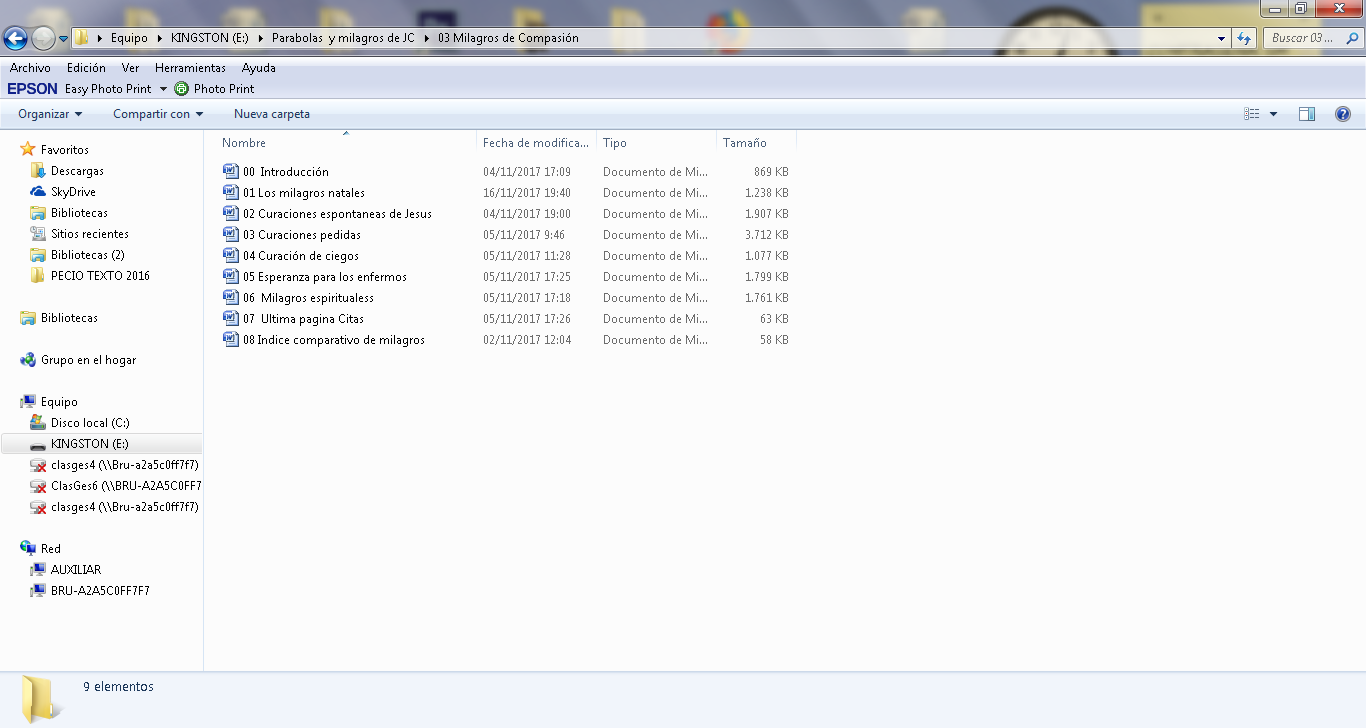 Equipo KINGSTON (E:) Parabolas y milagros de JC 03 Milagros de Compasión Buscar 03 ...
Archivo Edición Ver Herramientas Ayuda
EPSON Easy Photo Print Photo Print
Organizar Compartir con Nueva carpeta
Favoritos
Descargas
SkyDrive
Bibliotecas
Sitios recientes
Bibliotecas (2)
PECIO TEXTO 2016
Bibliotecas
Grupo en el hogar
Equipo
Disco local (C:)
KINGSTON (E:)
clasges4 (\\Bru-a2a5c0ff7f7)
ClasGes6 (\\BRU-A2A5C0FF7
clasges4 (\\Bru-a2a5c0ff7f7)
Red
AUXILIAR
BRU-A2A5C0FF7F7
Nombre Fecha de modifica... Tipo Tamaño
00 Introducción 04/11/2017 17:09 Documento de Mi... 869 KB
01 Los milagros natales 16/11/2017 19:40 Documento de Mi... 1.238 KB
02 Curaciones espontaneas de Jesus 04/11/2017 19:00 Documento de Mi... 1.907 KB
03 Curaciones pedidas 05/11/2017 9:46 Documento de Mi... 3.712 KB
04 Curación de ciegos 05/11/2017 11:28 Documento de Mi... 1.077 KB
05 Esperanza para los enfermos 05/11/2017 17:25 Documento de Mi... 1.799 KB
06 Milagros espiritualess 05/11/2017 17:18 Documento de Mi... 1.761 KB
07 Ultima pagina Citas 05/11/2017 17:26 Documento de Mi... 63 KB
08 Indice comparativo de milagros 02/11/2017 12:04 Documento de Mi... 58 KB
9 elementos